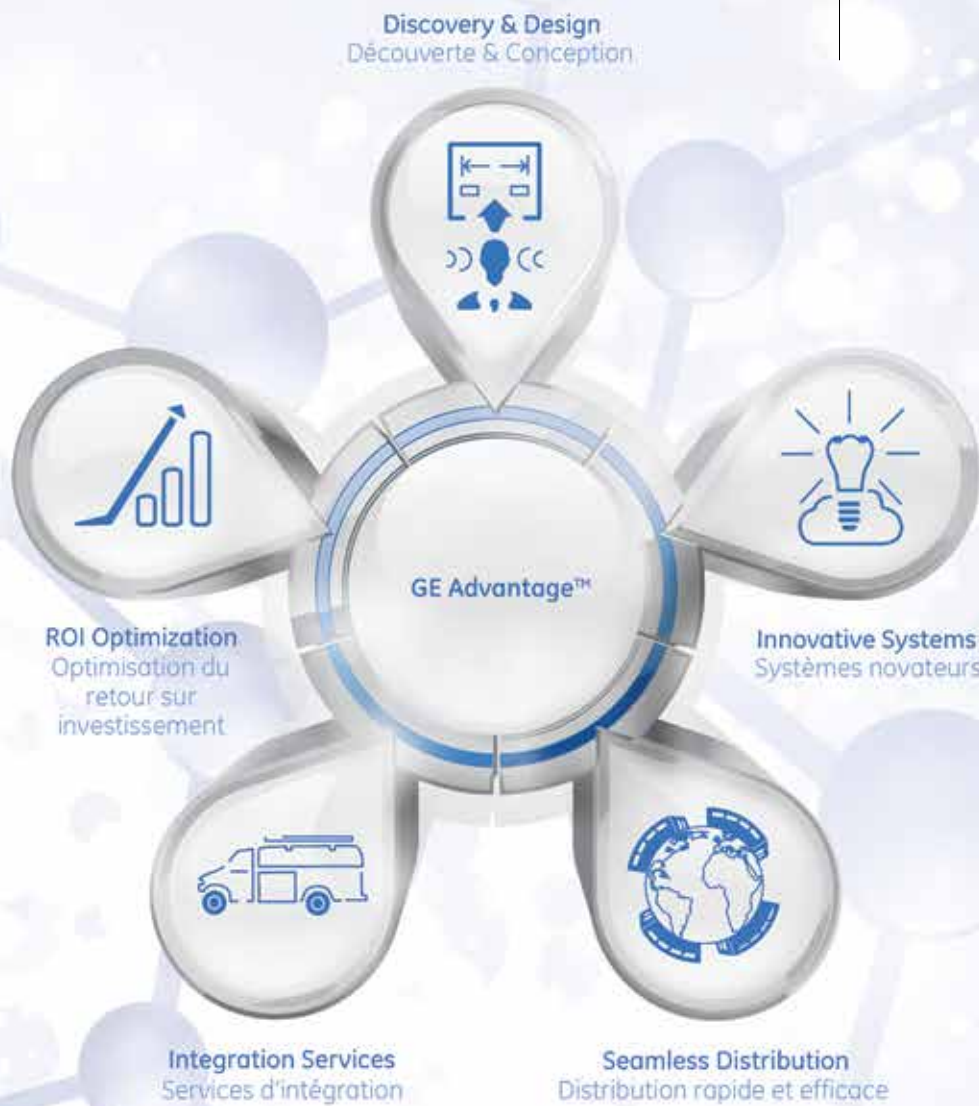 Discovery & Design
Découverte & Conception
GE Advantage™
ROI Optimization
Optimisation du
retour sur
investissement
Innovative Systems
Systèmes novateurs
Integration Services
Services d'intégration
Seamless Distribution
Distribution rapide et efficace